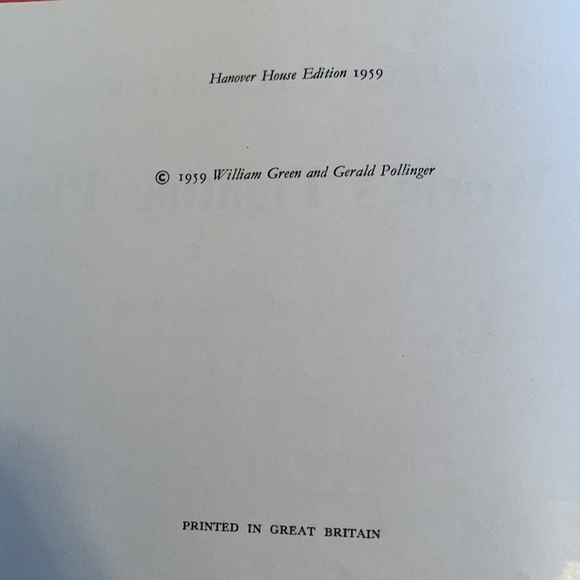 Hanover House Edition 1959
© 1959 William Green and Gerald Pollinger
PRINTED IN GREAT BRITAIN